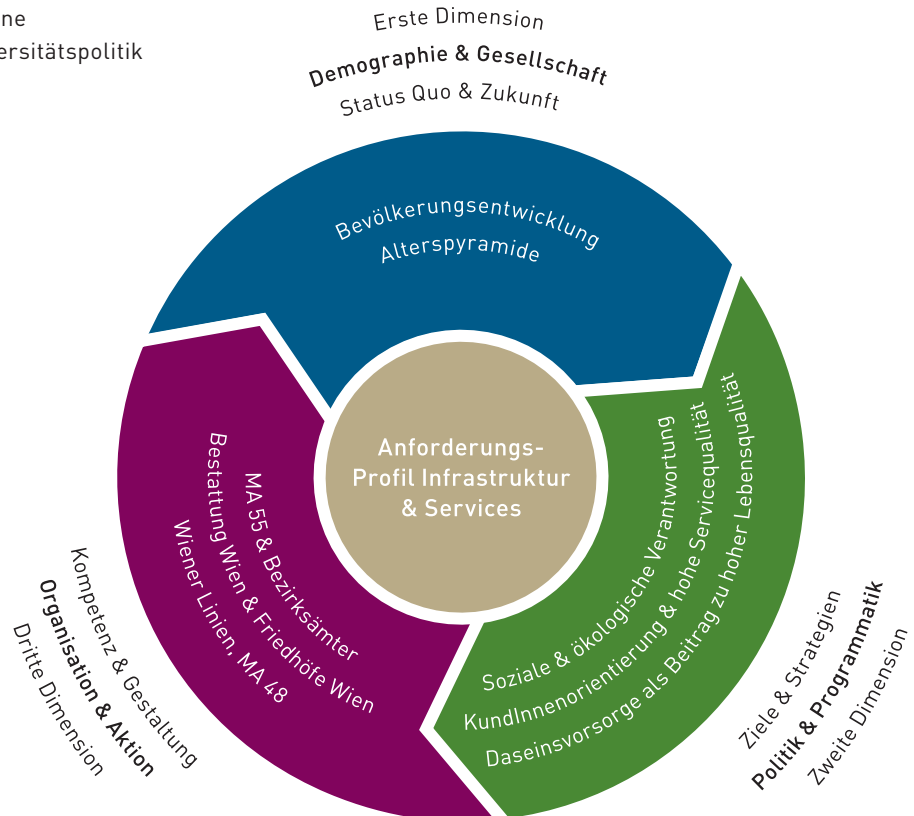 ne
ersitätspolitik
Erste Dimension
Demographie & Gesellschaft
Status Quo & Zukunft
Bevölkerungsentwicklung
Alterspyramide
Anforderungs-
Profil Infrastruktur
& Services
Soziale & ökologische Verantwortung
KundInnenorientierung & hohe Servicequalität
Daseinsvorsorge als Beitrag zu hoher Lebensqualität
Ziele & Strategien
Politik & Programmatik
Zweite Dimension
MA 55 & Bezirksämter
Bestattung Wien & Friedhöfe Wien
Wiener Linien, MA 48
Kompetenz & Gestaltung
Organisation & Aktion
Dritte Dimension